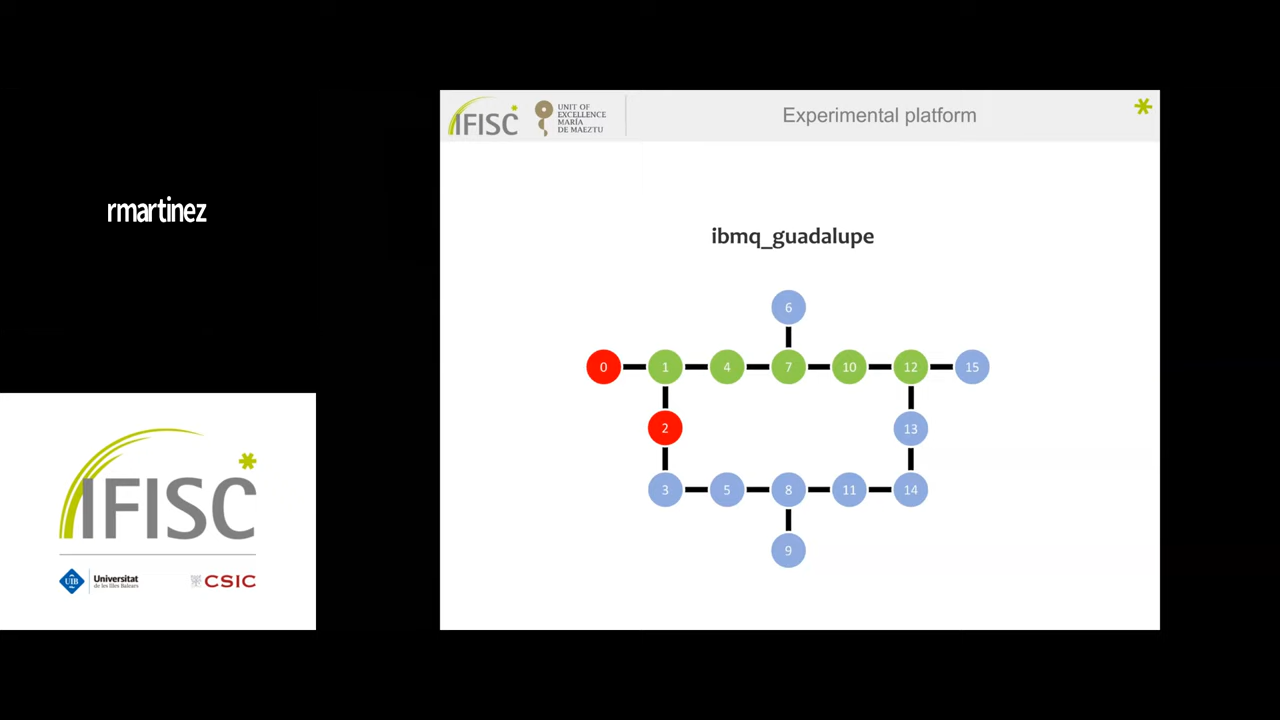 IFISC
UNIT OF
EXCELLENCE
MARÍA
DE MAEZTU
Experimental platform
rmartinez
ibmq_guadalupe
6
0 1 4 7 10 12 15
2 13
3 5 8 11 14
9
IFISC
UIB Universitat
de les Illes Balears
CSIC